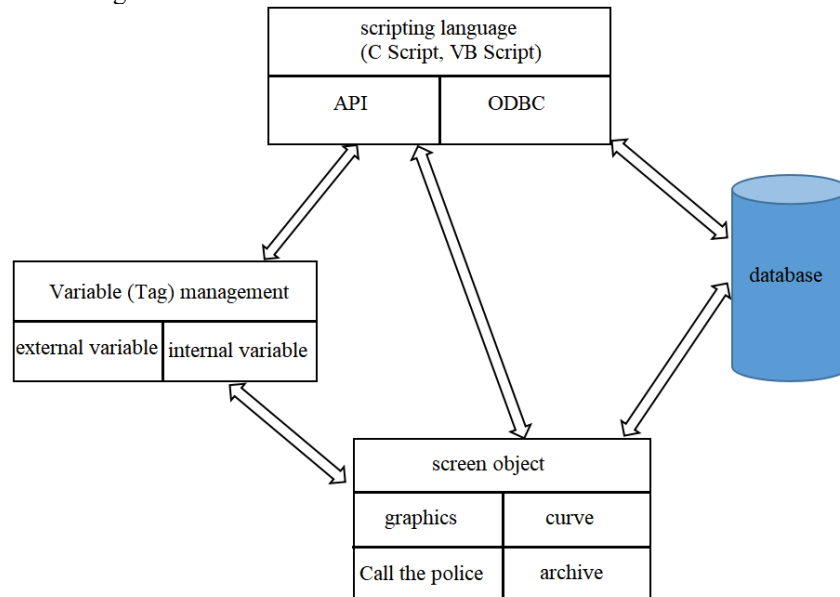 scripting language
(C Script, VB Script)
API
ODBC
database
Variable (Tag) management
external variable
internal variable
screen object
graphics
curve
Call the police
archive